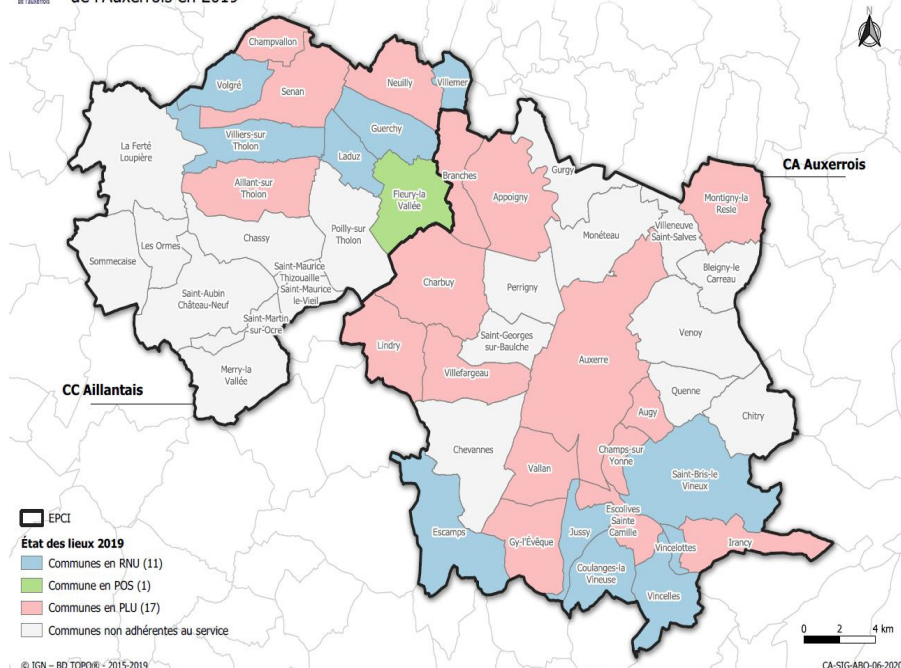 de l'Auxerrois en 2019
de l'auxerrois
N
Champvallon
Volgré
Senan
Neuilly
Villemer
Guerchy
Villiers-sur
Tholon
Laduz
La Ferté
Loupière
Aillant-sur
Tholon
Fleury-la
Vallée
Branches
Appoigny
Gurgy
CA Auxerrois
Montigny-la
Resle
Monéteau
Villeneuve
Saint-Salves
Bleigny-le
Carreau
Poilly-sur
Tholon
Chassy
Les Ormes
Sommecaise
Saint-Maurice
Thizouaille
Saint-Maurice
le-Vieil
Saint-Aubin
Château-Neuf
Saint-Martin
sur-Ocre
Merry-la
Vallée
CC Aillantais
Charbuy
Perrigny
Saint-Georges
sur-Baulche
Lindry
Villefargeau
Auxerre
Venoy
Quenne
Chitry
Augy
Chevannes
Vallan
Champs-sur
Yonne
Saint-Bris-le
Vineux
Escamps
Gy-l'Évêque
Jussy
Escolives
Sainte
Camille
Vincelottes
Irancy
Coulanges-la
Vineuse
Vincelles
EPCI
État des lieux 2019
Communes en RNU (11)
Commune en POS (1)
Communes en PLU (17)
Communes non adhérentes au service
0 2 4 km
© IGN – BD TOPO® - 2015-2019
CA-SIG-ABO-06-2020